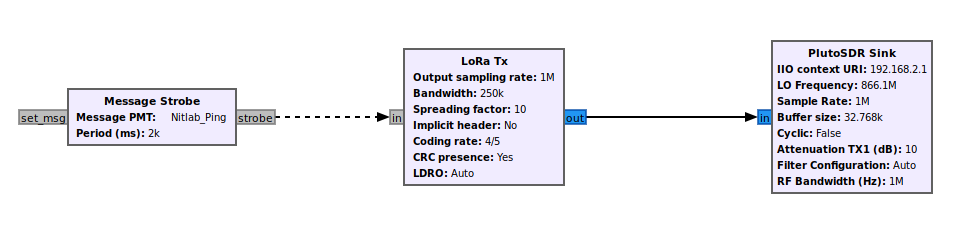 Message Strobe
set_msg
Message PMT: Nitlab_Ping
strobe
Period (ms): 2k
LoRa Tx
Output sampling rate: 1M
Bandwidth: 250k
Spreading factor: 10
in
Implicit header: No
out
Coding rate: 4/5
CRC presence: Yes
LDRO: Auto
PlutoSDR Sink
IIO context URI: 192.168.2.1
LO Frequency: 866.1M
Sample Rate: 1M
in
Buffer size: 32.768k
Cyclic: False
Attenuation TX1 (dB): 10
Filter Configuration: Auto
RF Bandwidth (Hz): 1M